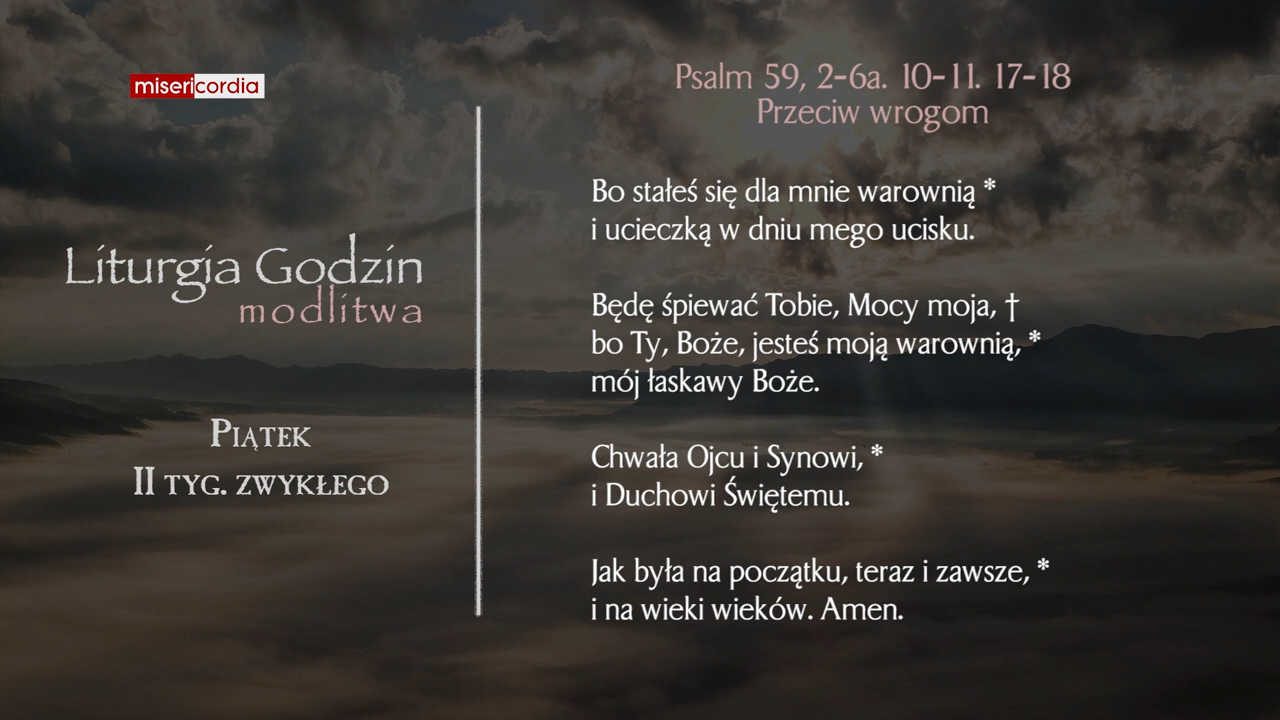 misericordia
Liturgia Godzin
modlitwa
Piątek
II tyg. zwykłego
Psalm 59, 2-6a. 10-11. 17-18
Przeciw wrogom
Bo stałeś się dla mnie warownią *
i ucieczką w dniu mego ucisku.
Będę śpiewać Tobie, Mocy moja, †
bo Ty, Boże, jesteś moją warownią, *
mój łaskawy Boże.
Chwała Ojcu i Synowi, *
i Duchowi Świętemu.
Jak była na początku, teraz i zawsze, *
i na wieki wieków. Amen.